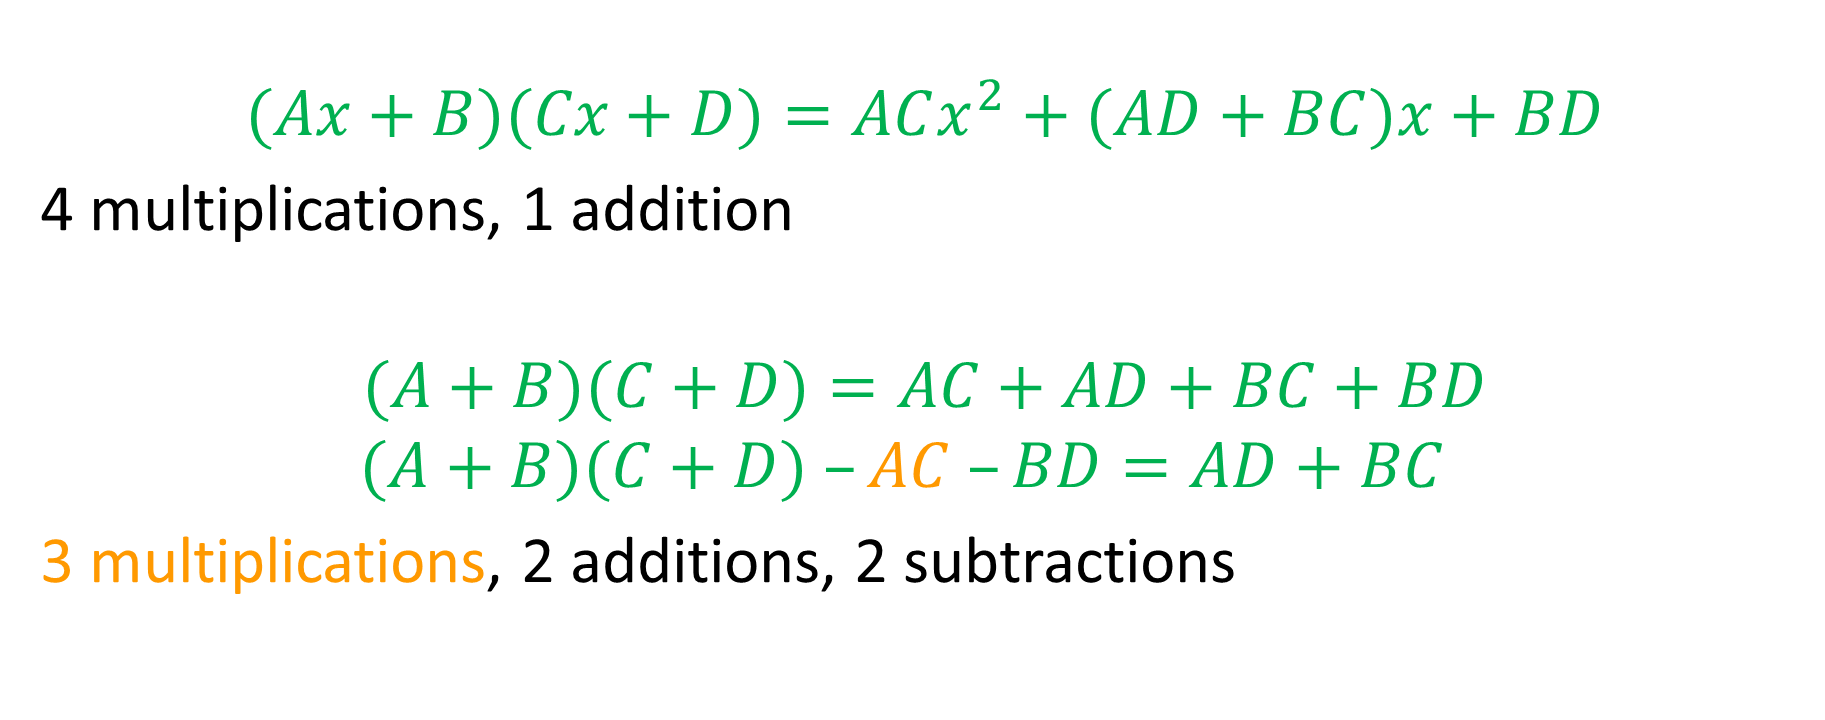 (Ax + B)(Cx + D) = ACx² + (AD + BC)x + BD
4 multiplications, 1 addition
(A + B)(C + D) = AC + AD + BC + BD
(A + B)(C + D) – AC – BD = AD + BC
3 multiplications, 2 additions, 2 subtractions